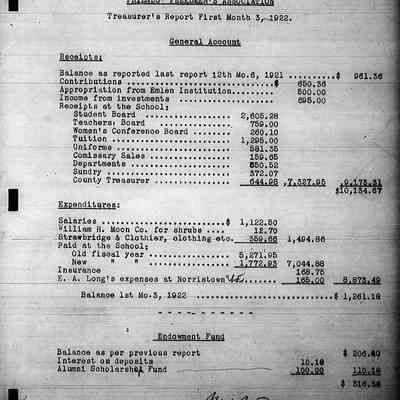 FRIENDS' FREEDMEN'S ASSOCIATION
Treasurer's Report First Month 3, 1922.
General Account
Receipts:
Balance as reported last report 12th Mo.6, 1921 ..........$ 961.36
Contributions ................................$ 650.36
Appropriation from Emlen Institution......... 500.00
Income from investments ..................... 695.00
Receipts at the School;
Student Board .................. 2,605.28
Teachers' Board ................ 759.00
Women's Conference Board ....... 260.10
Tuition ........................ 1,295.00
Uniforms ....................... 581.35
Comissary Sales ................ 159.65
Departments .................... 650.52
Sundry ......................... 372.07
County Treasurer ............... 644.98 ,7,327.95 ,9,173.31
$10,134.67
Expenditures:
Salaries .......................$ 1,122.50
William H. Moon Co. for shrubs .... 12.70
Strawbridge & Clothier, clothing etc. 359.66 1,494.86
Paid at the School;
Old fiscal year ............... 5,271.95
New " " ............... 1,772.93 7,044.88
Insurance 168.75
E. A. Long's expenses at Norristown 165.00 8,873.49
Balance 1st Mo.3, 1922 ............................$ 1,261.18
- - - - - - - - - -
Endowment Fund
Balance as per previous report $ 206.40
Interest on deposits 10.18
Alumni Scholarship Fund 100.00 110.18
$ 316.58